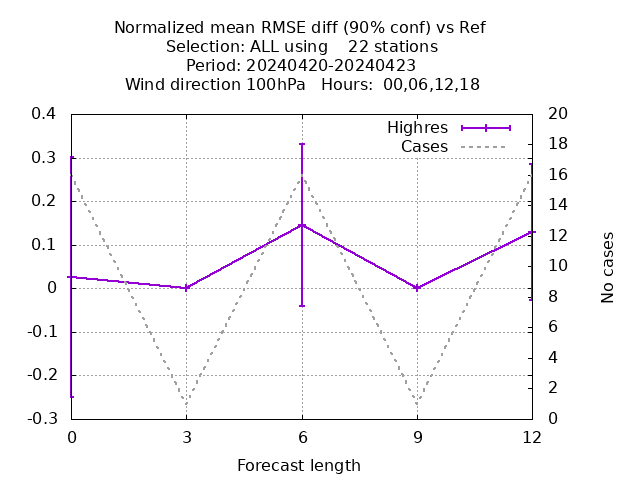 Normalized mean RMSE diff (90% conf) vs Ref
Selection: ALL using    22 stations
Period: 20240420-20240423
Wind direction 100hPa   Hours:  00,06,12,18
Highres
Cases
0.4
0.3
0.2
0.1
0
-0.1
-0.2
-0.3
20
18
16
14
12
10
8
6
4
2
0
No cases
0 3 6 9 12
Forecast length